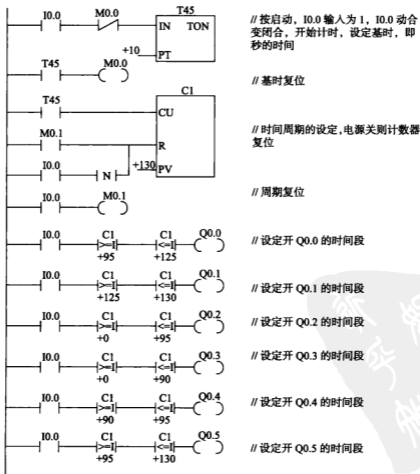 I0.0 M0.0 T45 // 按启动，I0.0 输入为 1，I0.0 动合
IN TON 变闭合，开始计时，设定基时，即
+10 PT 秒的时间
T45 M0.0 // 基时复位
T45 C1
CU
M0.1 R // 时间周期的设定，电源关则计数器
复位
I0.0 N +130 PV
I0.0 M0.1 // 周期复位
I0.0 C1 C1 Q0.0 // 设定开 Q0.0 的时间段
>=I <=I
+95 +125
I0.0 C1 C1 Q0.1 // 设定开 Q0.1 的时间段
>=I <=I
+125 +130
I0.0 C1 C1 Q0.2 // 设定开 Q0.2 的时间段
>=I <=I
+0 +95
I0.0 C1 C1 Q0.3 // 设定开 Q0.3 的时间段
>=I <=I
+0 +90
I0.0 C1 C1 Q0.4 // 设定开 Q0.4 的时间段
>=I <=I
+90 +95
I0.0 C1 C1 Q0.5 // 设定开 Q0.5 的时间段
>=I <=I
+95 +130